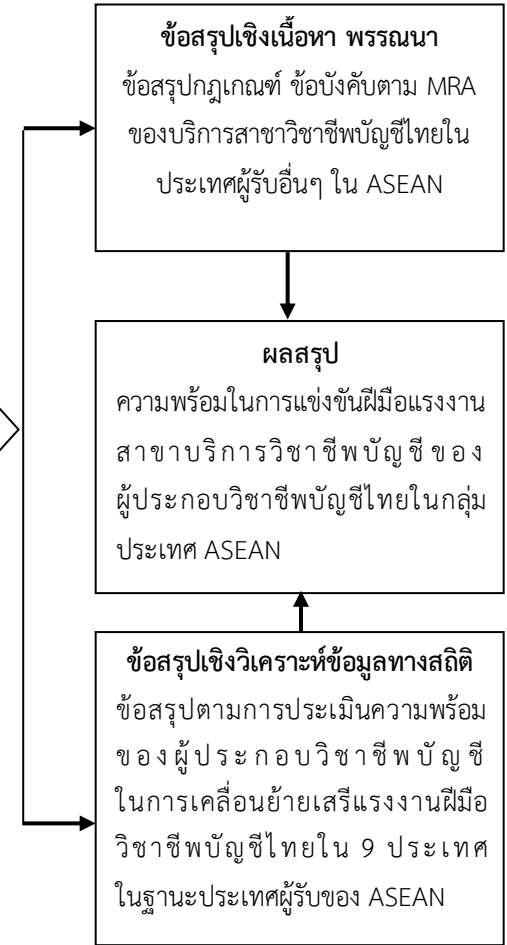 ข้อสรุปเชิงเนื้อหา พรรณนา
ข้อสรุปกฎเกณฑ์ ข้อบังคับตาม MRA
ของบริการสาขาวิชาชีพบัญชีไทยใน
ประเทศผู้รับอื่นๆ ใน ASEAN
ผลสรุป
ความพร้อมในการแข่งขันฝีมือแรงงาน
สาขาบริการวิชาชีพบัญชีของ
ผู้ประกอบวิชาชีพบัญชีไทยในกลุ่ม
ประเทศ ASEAN
ข้อสรุปเชิงวิเคราะห์ข้อมูลทางสถิติ
ข้อสรุปตามการประเมินความพร้อม
ของผู้ประกอบวิชาชีพบัญชี
ในการเคลื่อนย้ายเสรีแรงงานฝีมือ
วิชาชีพบัญชีไทยใน 9 ประเทศ
ในฐานะประเทศผู้รับของ ASEAN